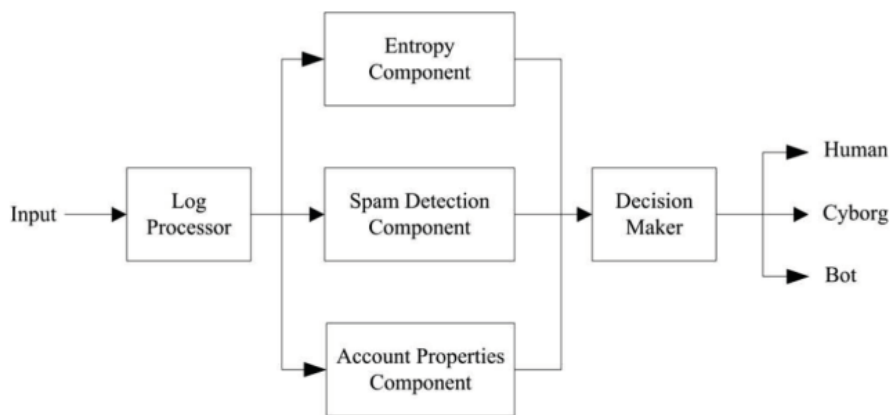 Entropy
Component
Input
Log
Processor
Spam Detection
Component
Account Properties
Component
Decision
Maker
Human
Cyborg
Bot